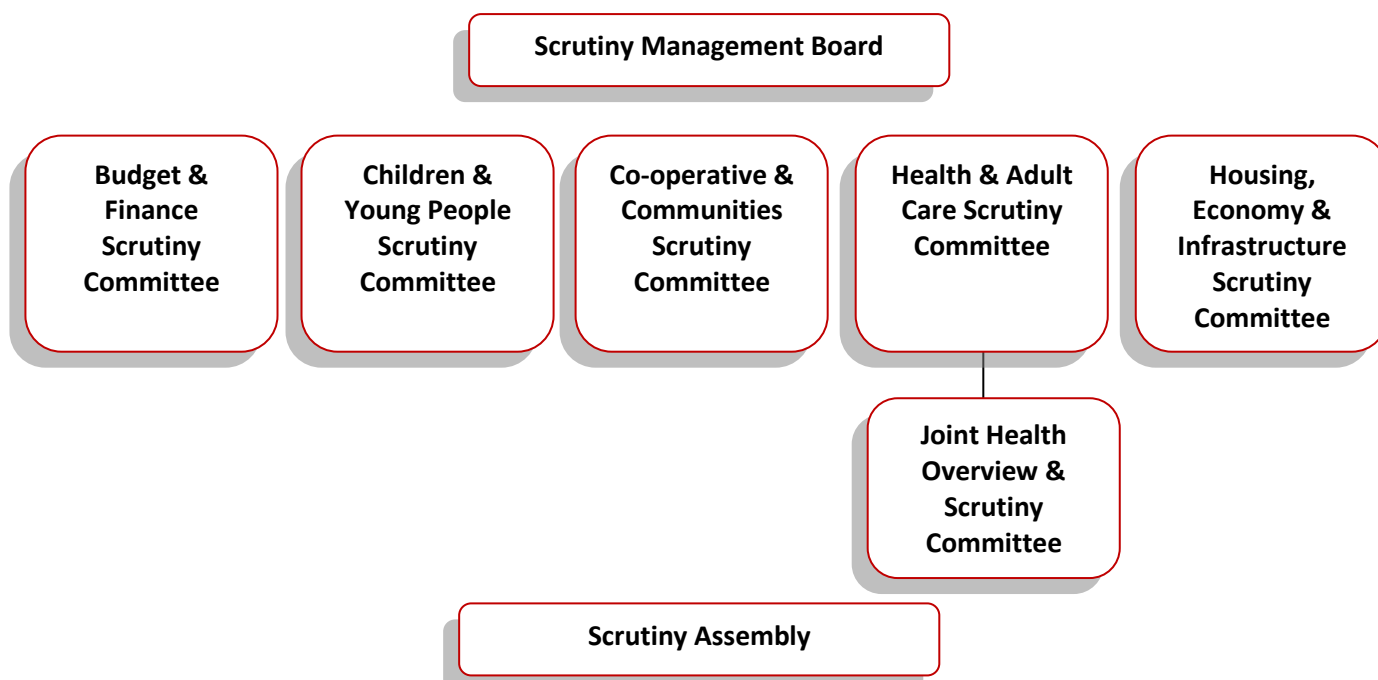 Scrutiny Management Board
Budget &
Finance
Scrutiny
Committee
Children &
Young People
Scrutiny
Committee
Co-operative &
Communities
Scrutiny
Committee
Health & Adult
Care Scrutiny
Committee
Housing,
Economy &
Infrastructure
Scrutiny
Committee
Joint Health
Overview &
Scrutiny
Committee
Scrutiny Assembly